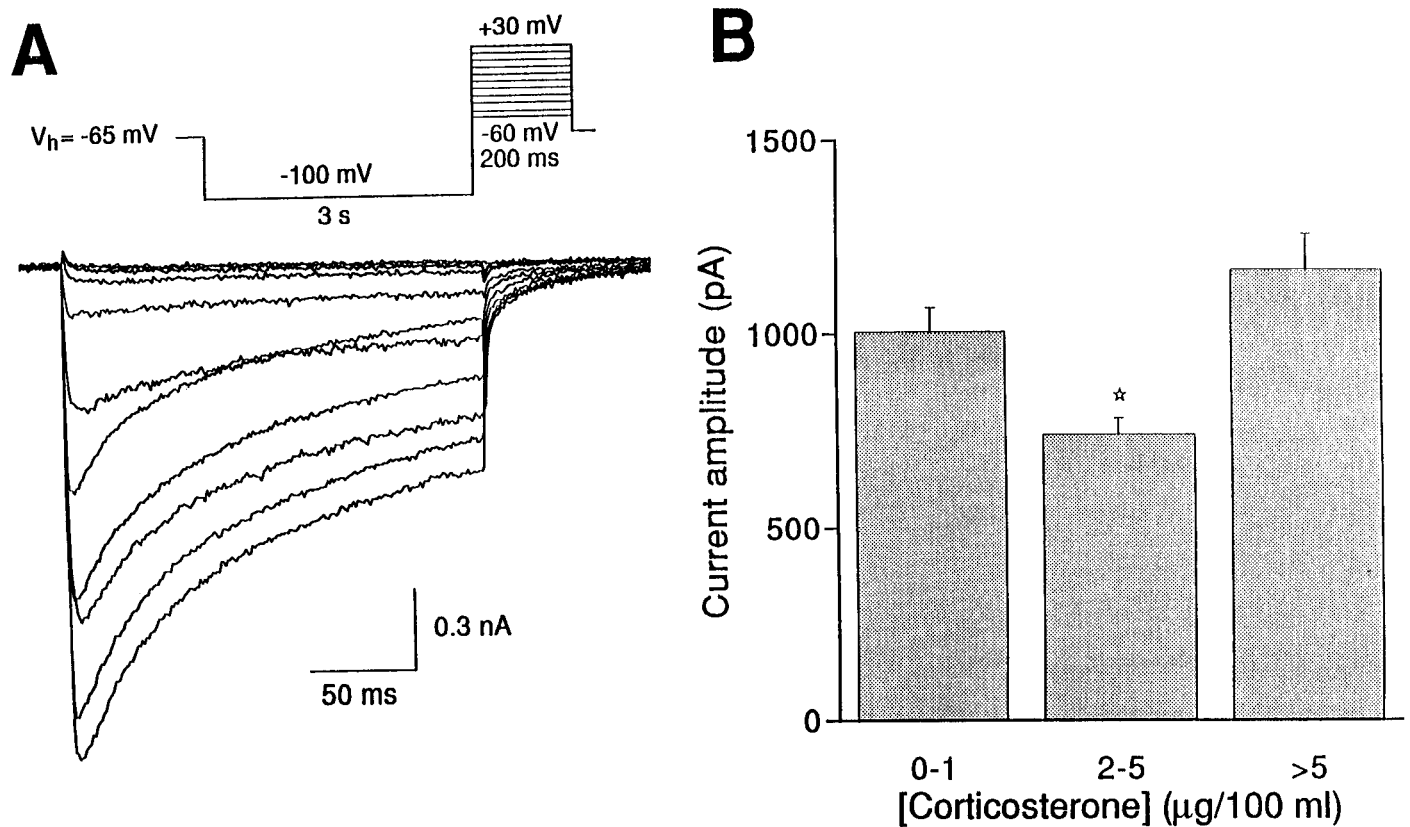 A
+30 mV
Vh= -65 mV
-60 mV
200 ms
-100 mV
3 s
0.3 nA
50 ms
B
Current amplitude (pA)
1500
1000
500
0
0-1 2-5 >5
[Corticosterone] (μg/100 ml)